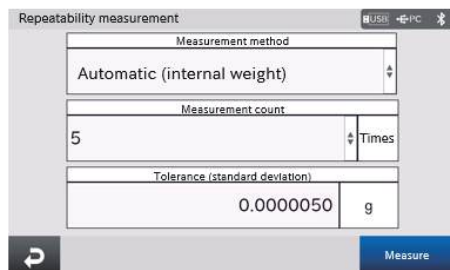 Repeatability measurement USB PC
Measurement method
Automatic (internal weight)
Measurement count
5 Times
Tolerance (standard deviation)
0.0000050 g
Measure